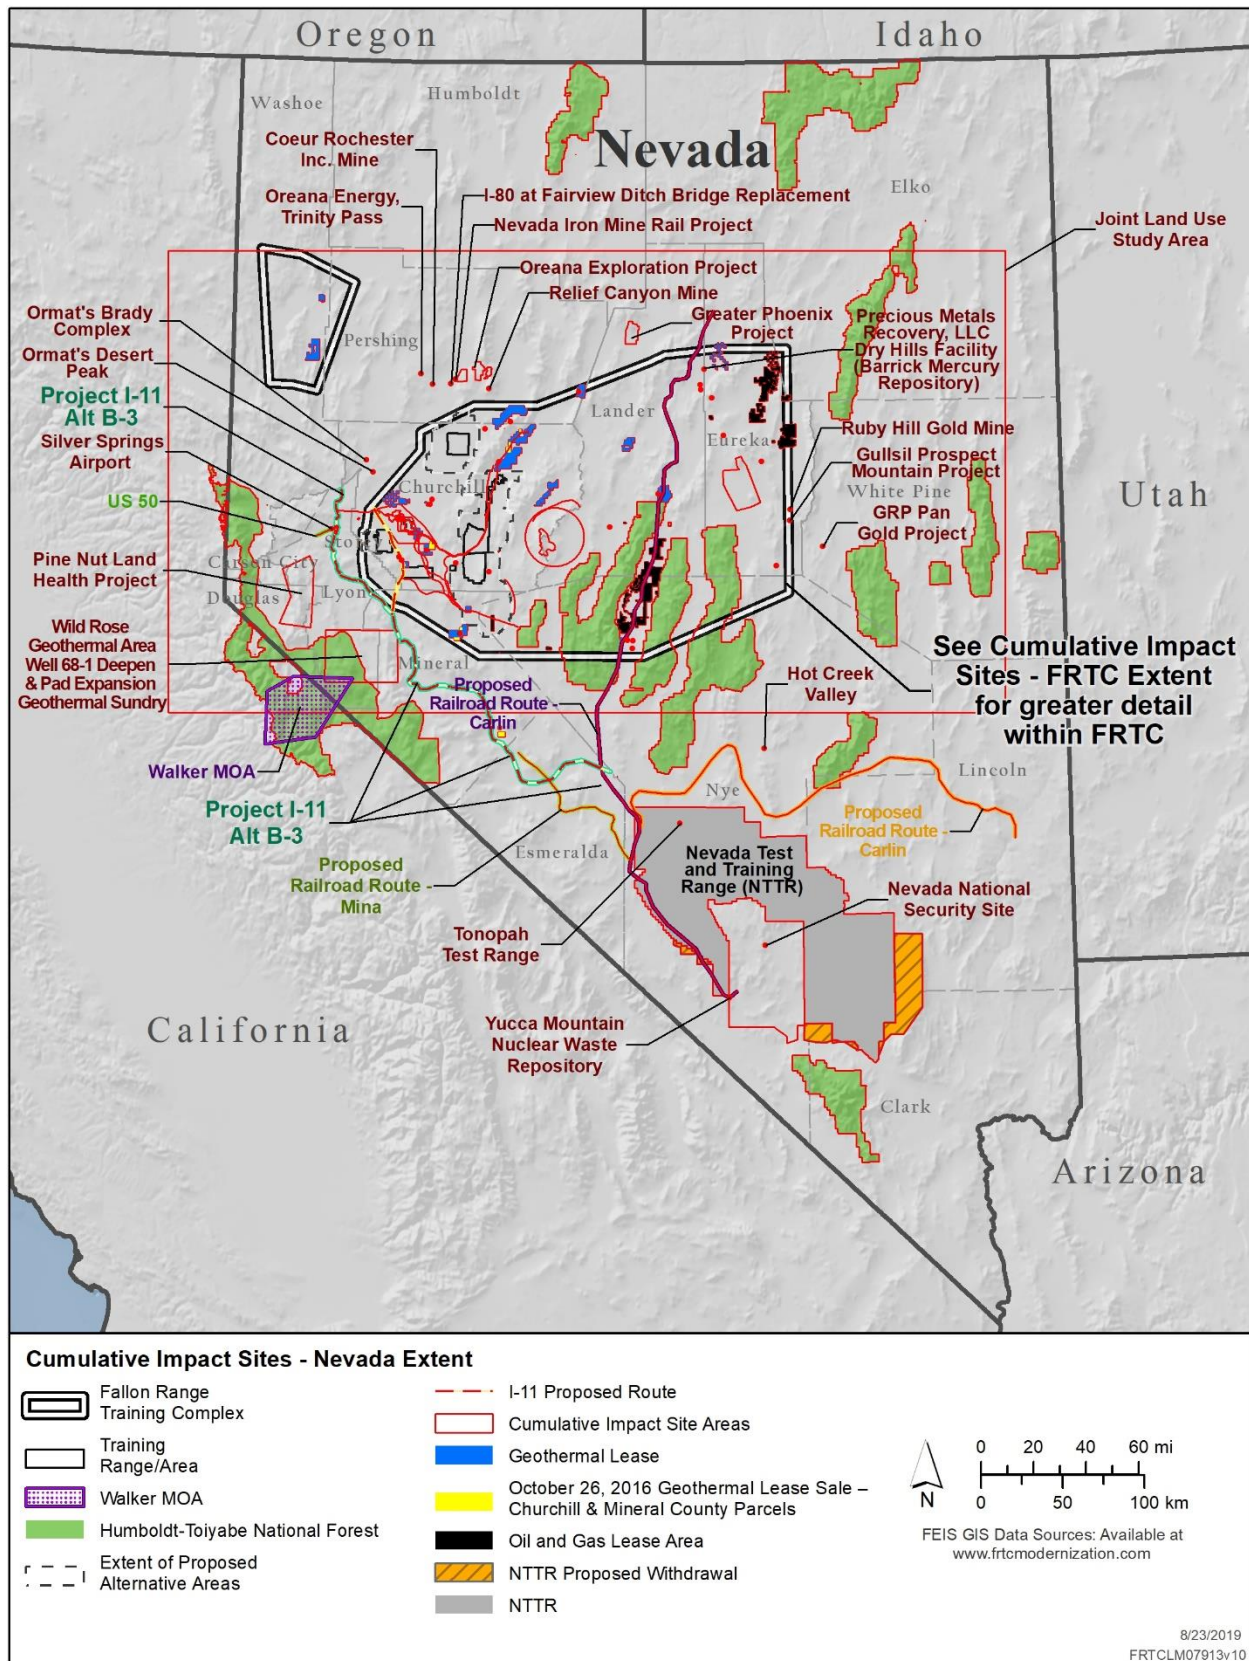 Oregon
Idaho
Washoe
Humboldt
Nevada
Elko
Coeur Rochester
Inc. Mine
Oreana Energy,
Trinity Pass
I-80 at Fairview Ditch Bridge Replacement
Nevada Iron Mine Rail Project
Joint Land Use
Study Area
Oreana Exploration Project
Relief Canyon Mine
Ormat's Brady
Complex
Ormat's Desert
Peak
Pershing
Greater Phoenix
Project
Precious Metals
Recovery, LLC
Dry Hills Facility
(Barrick Mercury
Repository)
Project I-11
Alt B-3
Silver Springs
Airport
US 50
Lander
Eureka
Churchill
Ruby Hill Gold Mine
Gullsil Prospect
Mountain Project
White Pine
GRP Pan
Gold Project
Utah
Storey
Carson City
Pine Nut Land
Health Project
Douglas
Lyon
Wild Rose
Geothermal Area
Well 68-1 Deepen
& Pad Expansion
Geothermal Sundry
Mineral
See Cumulative Impact
Sites - FRTC Extent
for greater detail
within FRTC
Hot Creek
Valley
Proposed
Railroad Route -
Carlin
Walker MOA
Project I-11
Alt B-3
Nye
Lincoln
Proposed
Railroad Route -
Carlin
Esmeralda
Proposed
Railroad Route -
Mina
Nevada Test
and Training
Range (NTTR)
Nevada National
Security Site
Tonopah
Test Range
California
Yucca Mountain
Nuclear Waste
Repository
Clark
Arizona
Cumulative Impact Sites - Nevada Extent
Fallon Range
Training Complex
Training
Range/Area
Walker MOA
Humboldt-Toiyabe National Forest
Extent of Proposed
Alternative Areas
I-11 Proposed Route
Cumulative Impact Site Areas
Geothermal Lease
October 26, 2016 Geothermal Lease Sale –
Churchill & Mineral County Parcels
Oil and Gas Lease Area
NTTR Proposed Withdrawal
NTTR
N
0 20 40 60 mi
0 50 100 km
FEIS GIS Data Sources: Available at
www.frtcmodernization.com
8/23/2019
FRTCLM07913v10